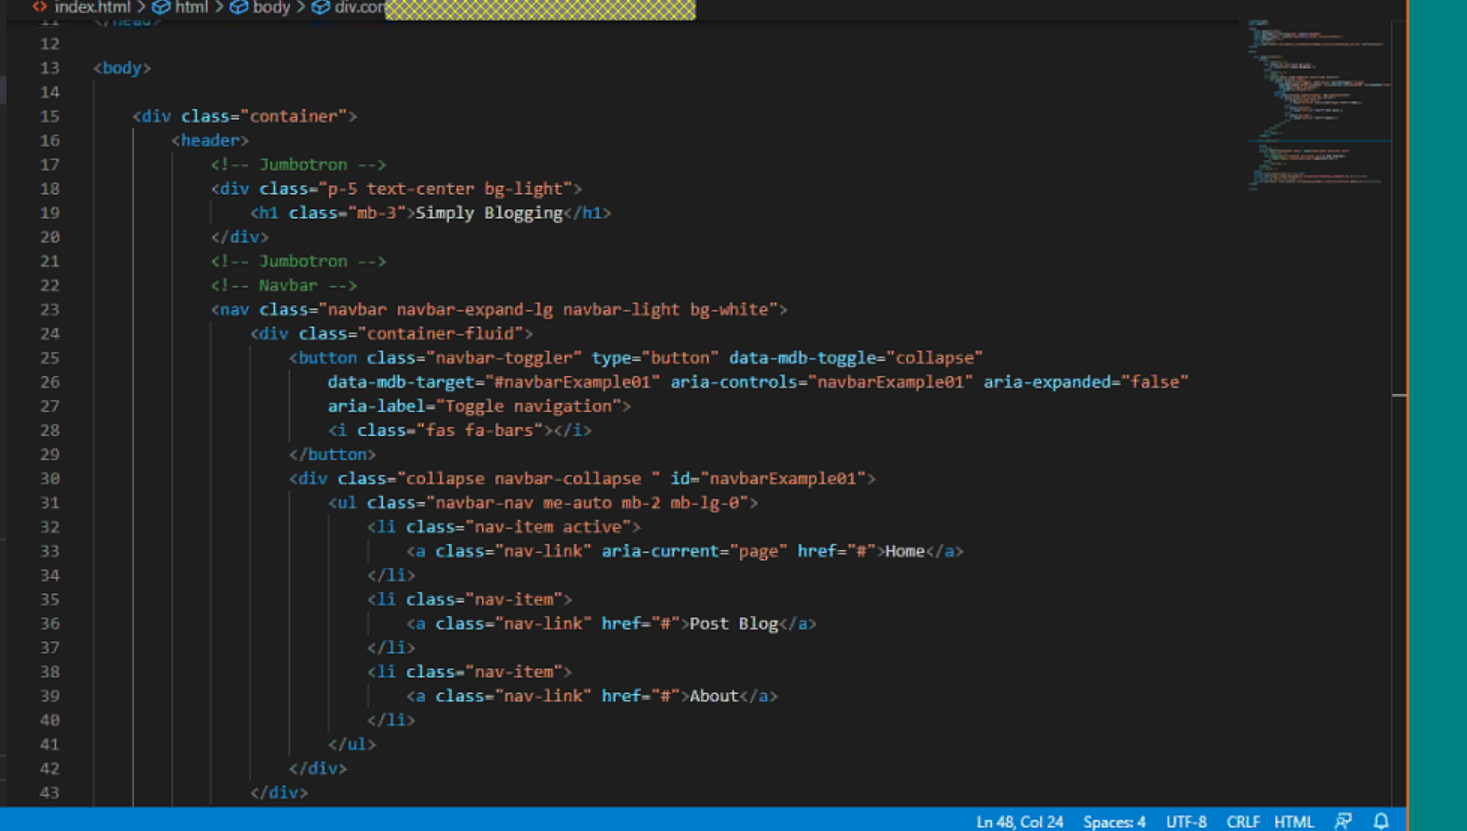 index.html > html > body > div.con
11 </head>
12
13 <body>
14
15 <div class="container">
16 <header>
17 <!-- Jumbotron -->
18 <div class="p-5 text-center bg-light">
19 <h1 class="mb-3">Simply Blogging</h1>
20 </div>
21 <!-- Jumbotron -->
22 <!-- Navbar -->
23 <nav class="navbar navbar-expand-lg navbar-light bg-white">
24 <div class="container-fluid">
25 <button class="navbar-toggler" type="button" data-mdb-toggle="collapse"
26 data-mdb-target="#navbarExample01" aria-controls="navbarExample01" aria-expanded="false"
27 aria-label="Toggle navigation">
28 <i class="fas fa-bars"></i>
29 </button>
30 <div class="collapse navbar-collapse " id="navbarExample01">
31 <ul class="navbar-nav me-auto mb-2 mb-lg-0">
32 <li class="nav-item active">
33 <a class="nav-link" aria-current="page" href="#">Home</a>
34 </li>
35 <li class="nav-item">
36 <a class="nav-link" href="#">Post Blog</a>
37 </li>
38 <li class="nav-item">
39 <a class="nav-link" href="#">About</a>
40 </li>
41 </ul>
42 </div>
43 </div>
Ln 48, Col 24 Spaces: 4 UTF-8 CRLF HTML